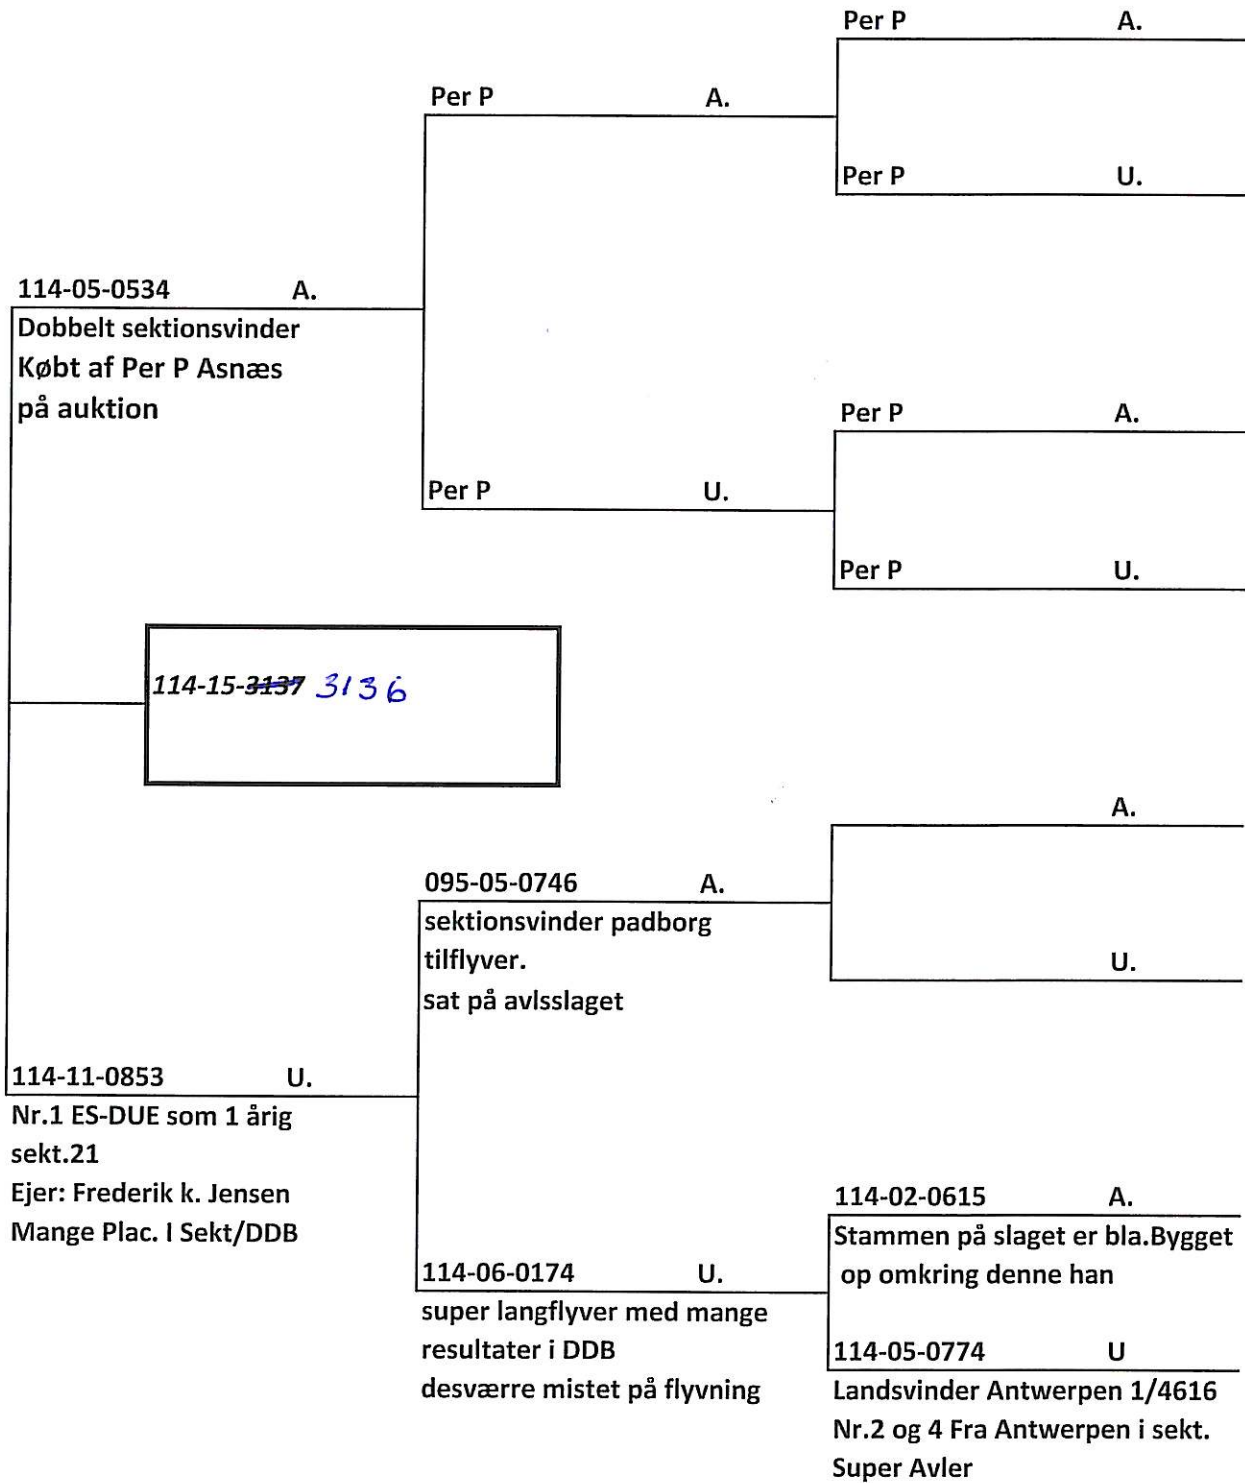 Per P A.
Per P A.
Per P U.
114-05-0534 A.
Dobbelt sektionsvinder
Købt af Per P Asnæs
på auktion
Per P A.
Per P U.
Per P U.
114-15-3137 3136
A.
095-05-0746 A.
sektionsvinder padborg
tilflyver.
sat på avlsslaget
U.
114-11-0853 U.
Nr.1 ES-DUE som 1 årig
sekt.21
Ejer: Frederik k. Jensen
Mange Plac. I Sekt/DDB
114-06-0174 U.
super langflyver med mange
resultater i DDB
desværre mistet på flyvning
114-02-0615 A.
Stammen på slaget er bla.Bygget
op omkring denne han
114-05-0774 U
Landsvinder Antwerpen 1/4616
Nr.2 og 4 Fra Antwerpen i sekt.
Super Avler